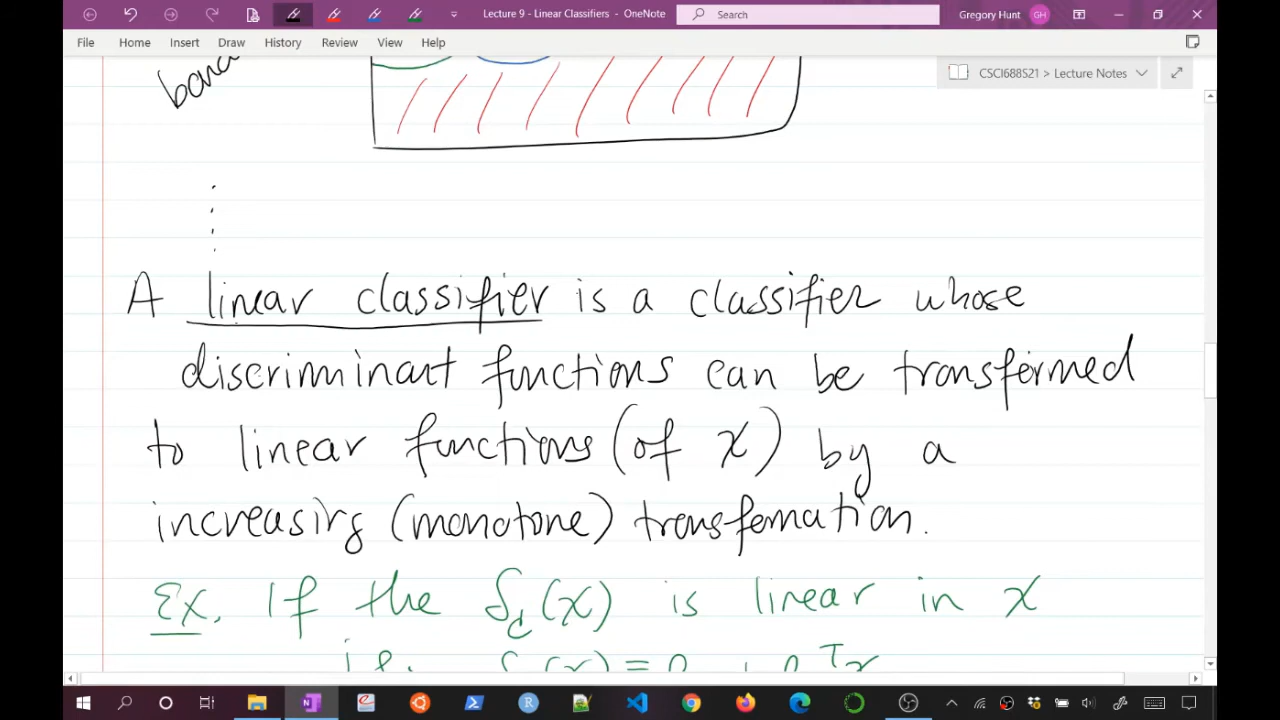 Lecture 9 - Linear Classifiers - OneNote
Search
Gregory Hunt
GH
File Home Insert Draw History Review View Help
CSCI688S21 > Lecture Notes
A linear classifier is a classifier whose
discriminant functions can be transformed
to linear functions (of x) by a
increasing (monotone) transformation.
Ex. If the δc(x) is linear in x